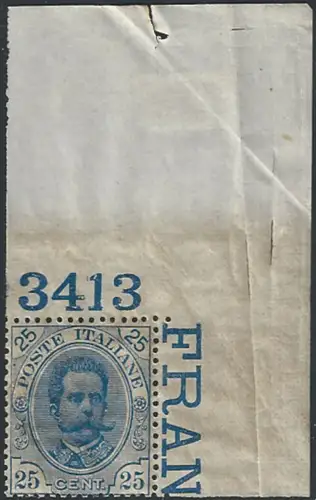 3413
FRAN
25 25
POSTE ITALIANE
25 CENT. 25